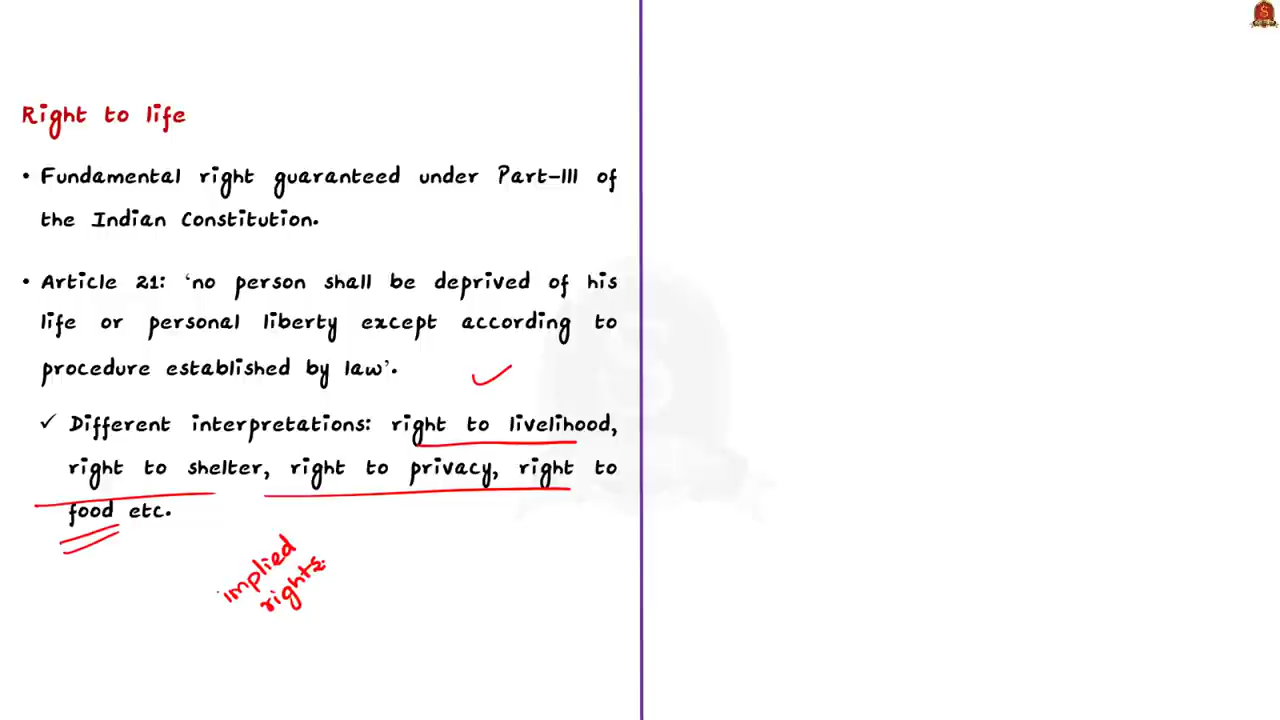 Right to life
• Fundamental right guaranteed under Part-III of
the Indian Constitution.
• Article 21: ‘no person shall be deprived of his
life or personal liberty except according to
procedure established by law’.
✓ Different interpretations: right to livelihood,
right to shelter, right to privacy, right to
food etc.
implied
rights.